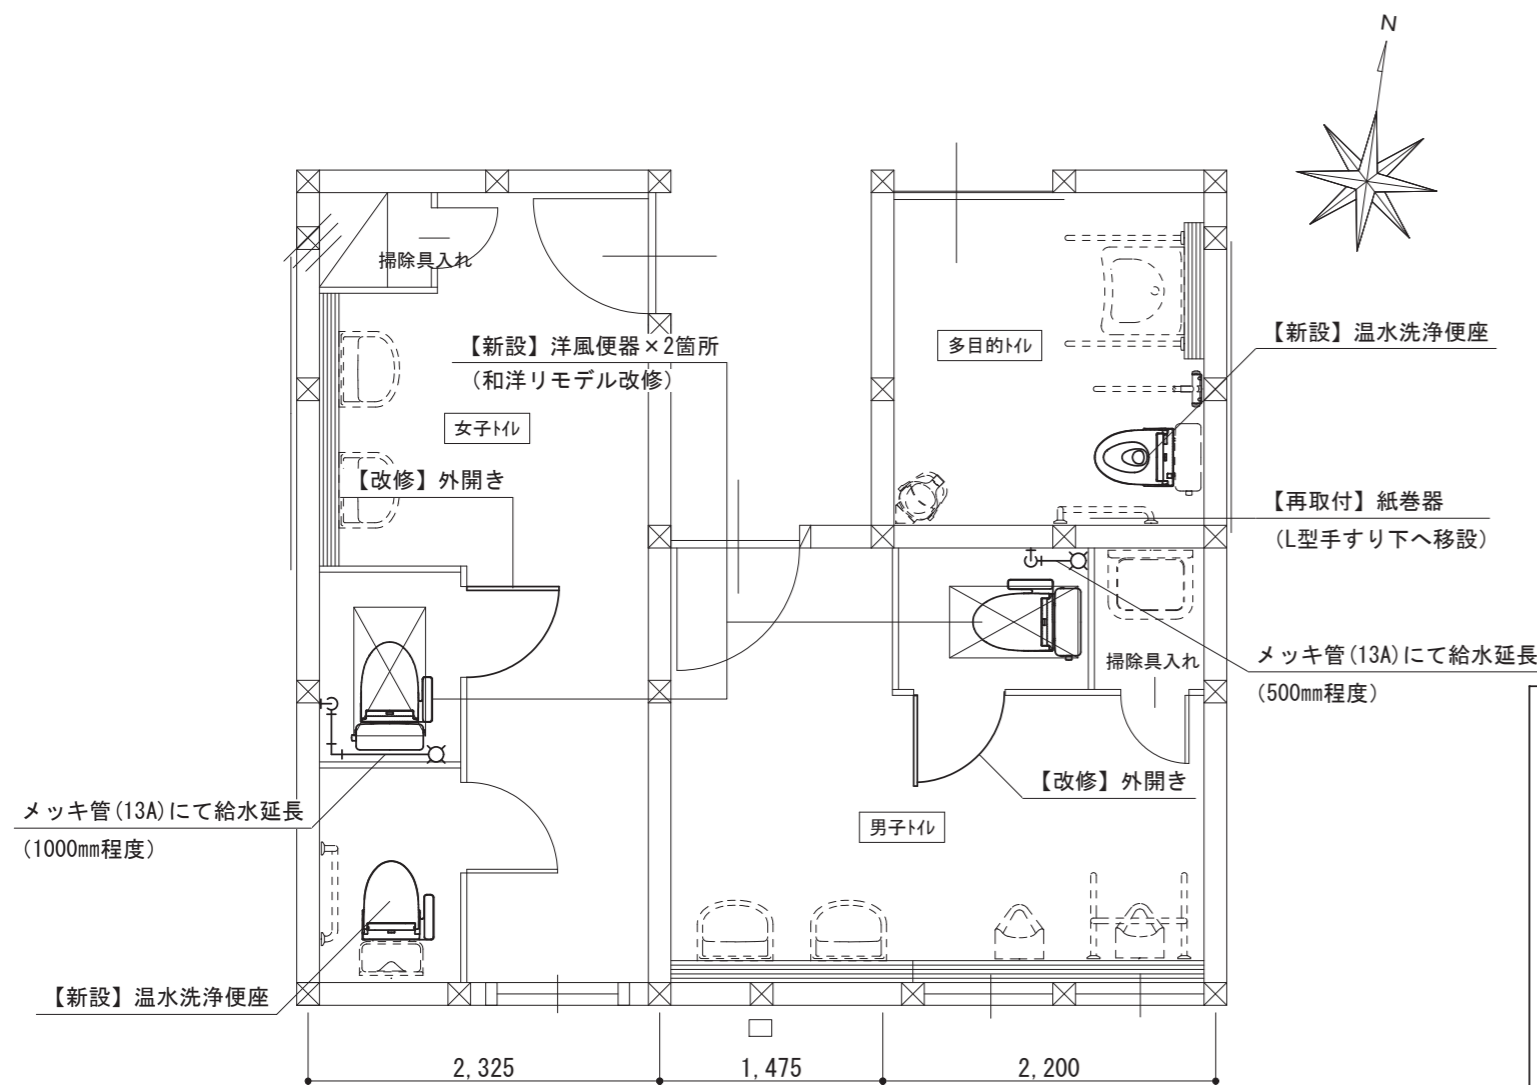 N
掃除具入れ
【新設】洋風便器×2箇所
(和洋リモデル改修)
多目的ﾄｲﾚ
【新設】温水洗浄便座
女子ﾄｲﾚ
【改修】外開き
【再取付】紙巻器
(L型手すり下へ移設)
掃除具入れ
メッキ管(13A)にて給水延長
(500mm程度)
【改修】外開き
メッキ管(13A)にて給水延長
(1000mm程度)
男子ﾄｲﾚ
【新設】温水洗浄便座
2,325
1,475
2,200